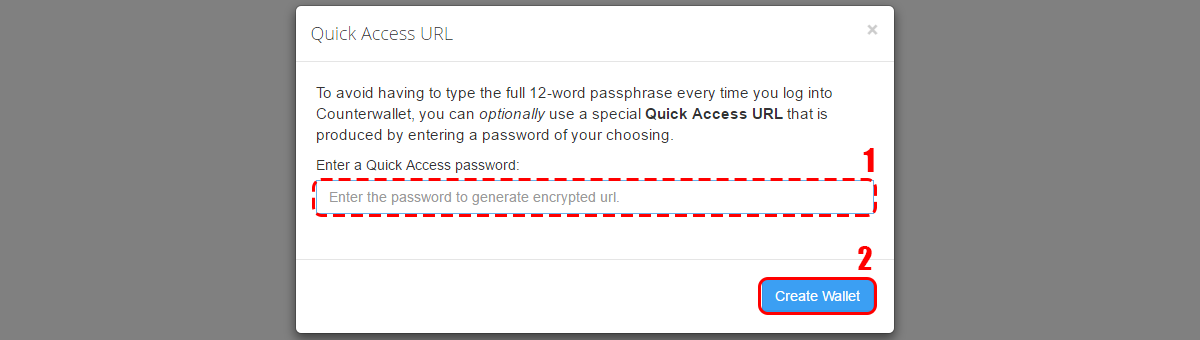 Quick Access URL ×
To avoid having to type the full 12-word passphrase every time you log into
Counterwallet, you can optionally use a special Quick Access URL that is
produced by entering a password of your choosing.
1
Enter a Quick Access password:
Enter the password to generate encrypted url.
2
Create Wallet